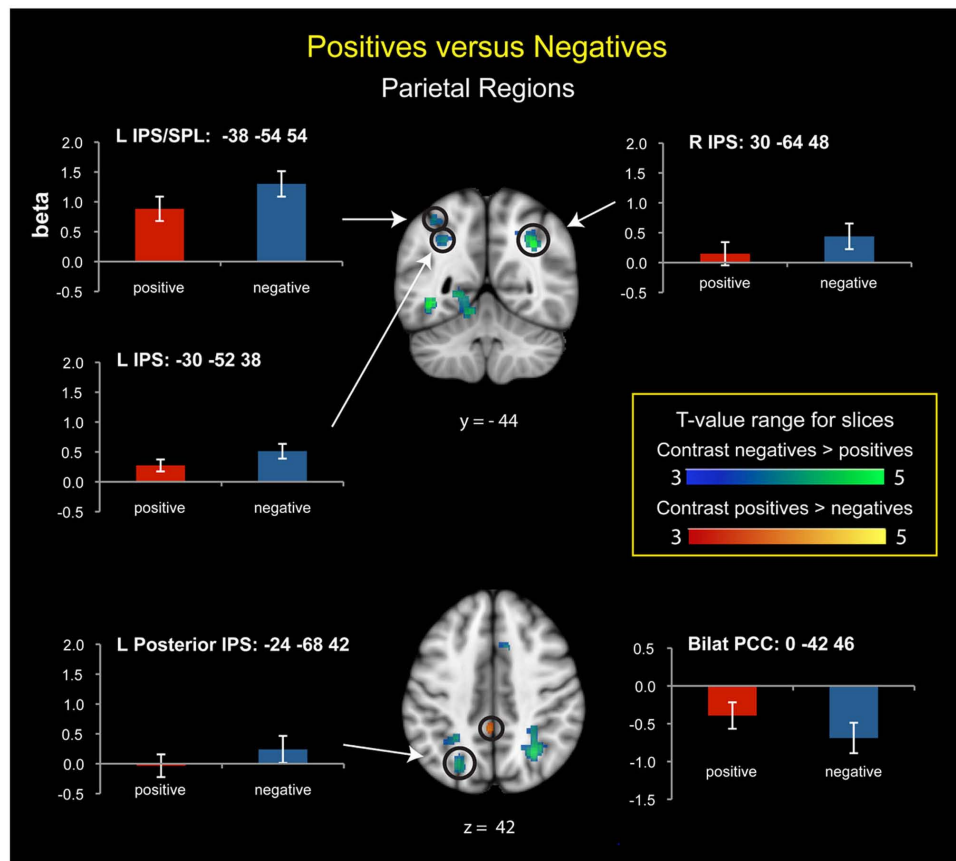 Positives versus Negatives
Parietal Regions
L IPS/SPL: -38 -54 54
2.0
1.5
1.0
0.5
0.0
-0.5
beta
positive
negative
R IPS: 30 -64 48
2.0
1.5
1.0
0.5
0.0
-0.5
positive
negative
L IPS: -30 -52 38
2.0
1.5
1.0
0.5
0.0
-0.5
positive
negative
y = - 44
T-value range for slices
Contrast negatives > positives
3 5
Contrast positives > negatives
3 5
L Posterior IPS: -24 -68 42
2.0
1.5
1.0
0.5
0.0
-0.5
positive
negative
z = 42
Bilat PCC: 0 -42 46
0.0
-0.5
-1.0
-1.5
positive
negative